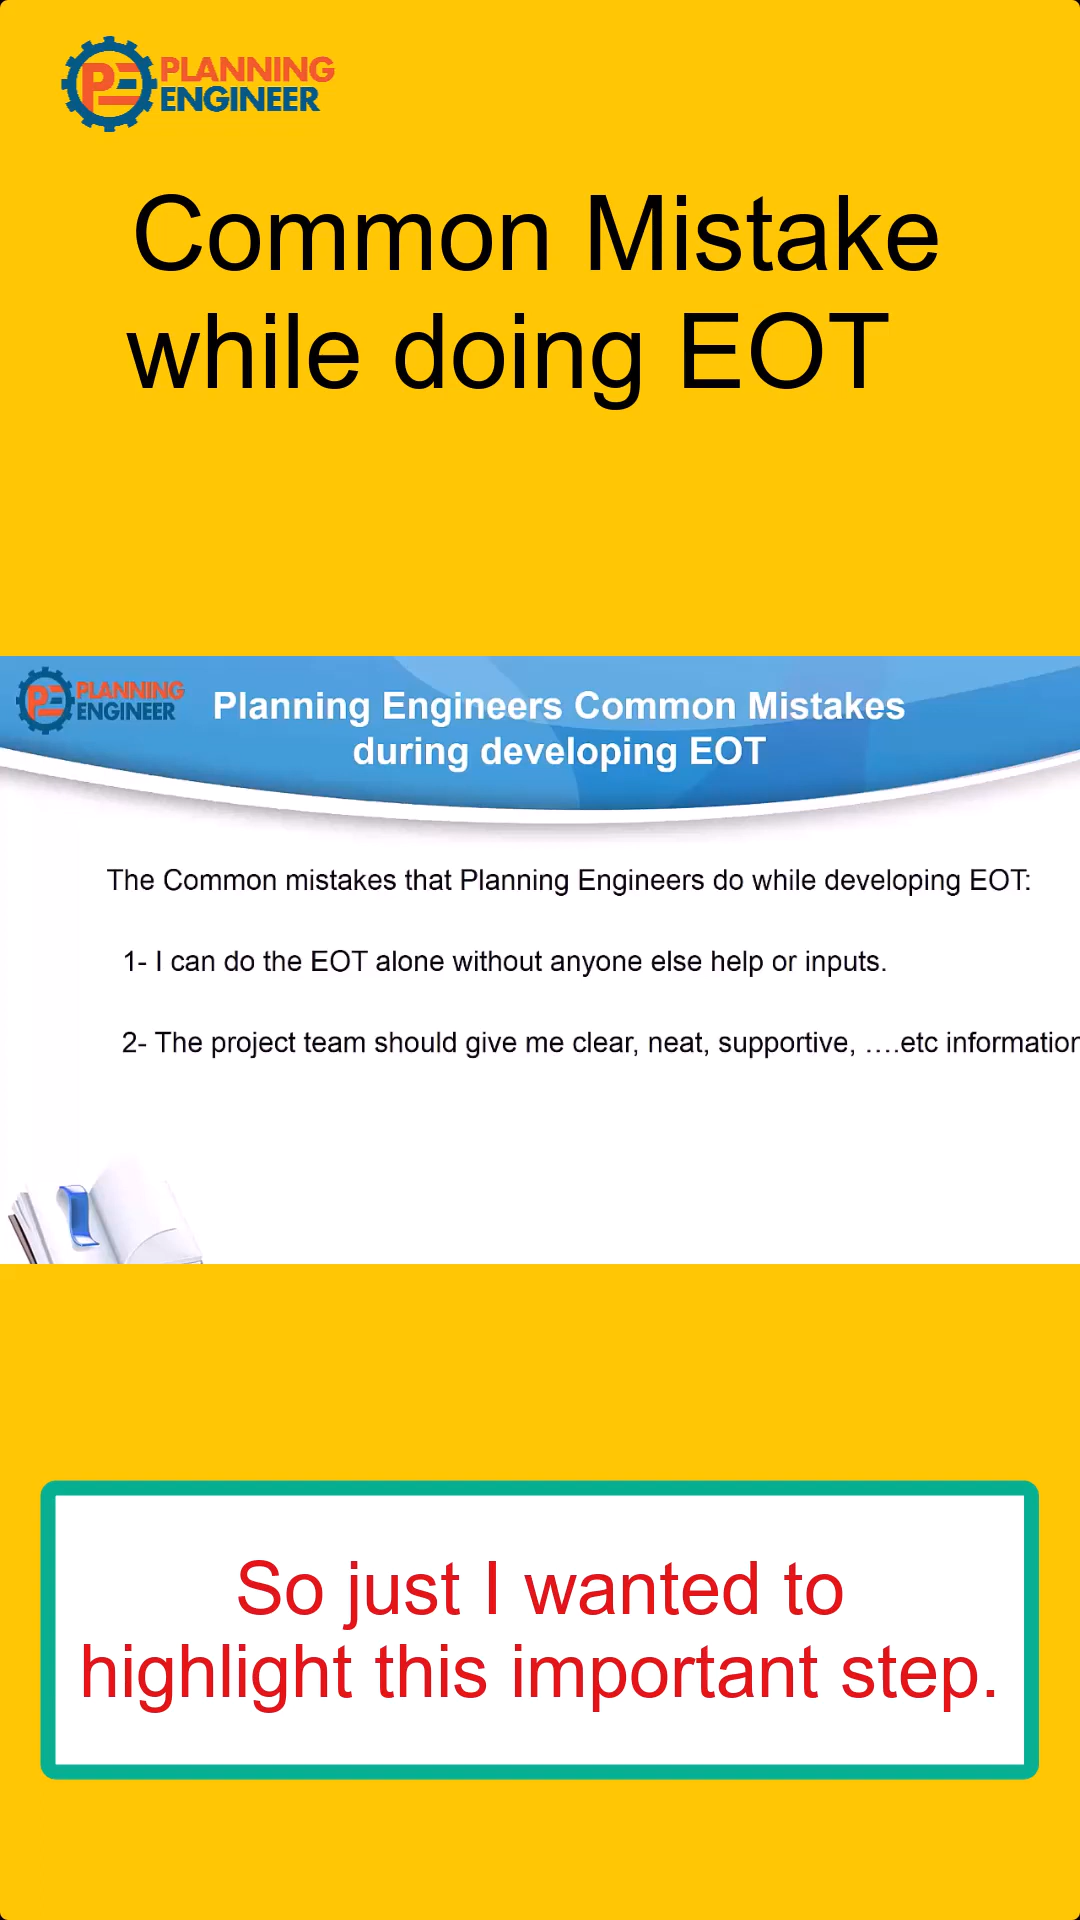 PLANNING
ENGINEER
Common Mistake
while doing EOT
PLANNING
ENGINEER
Planning Engineers Common Mistakes
during developing EOT
The Common mistakes that Planning Engineers do while developing EOT:
1- I can do the EOT alone without anyone else help or inputs.
2- The project team should give me clear, neat, supportive, ….etc information
So just I wanted to
highlight this important step.